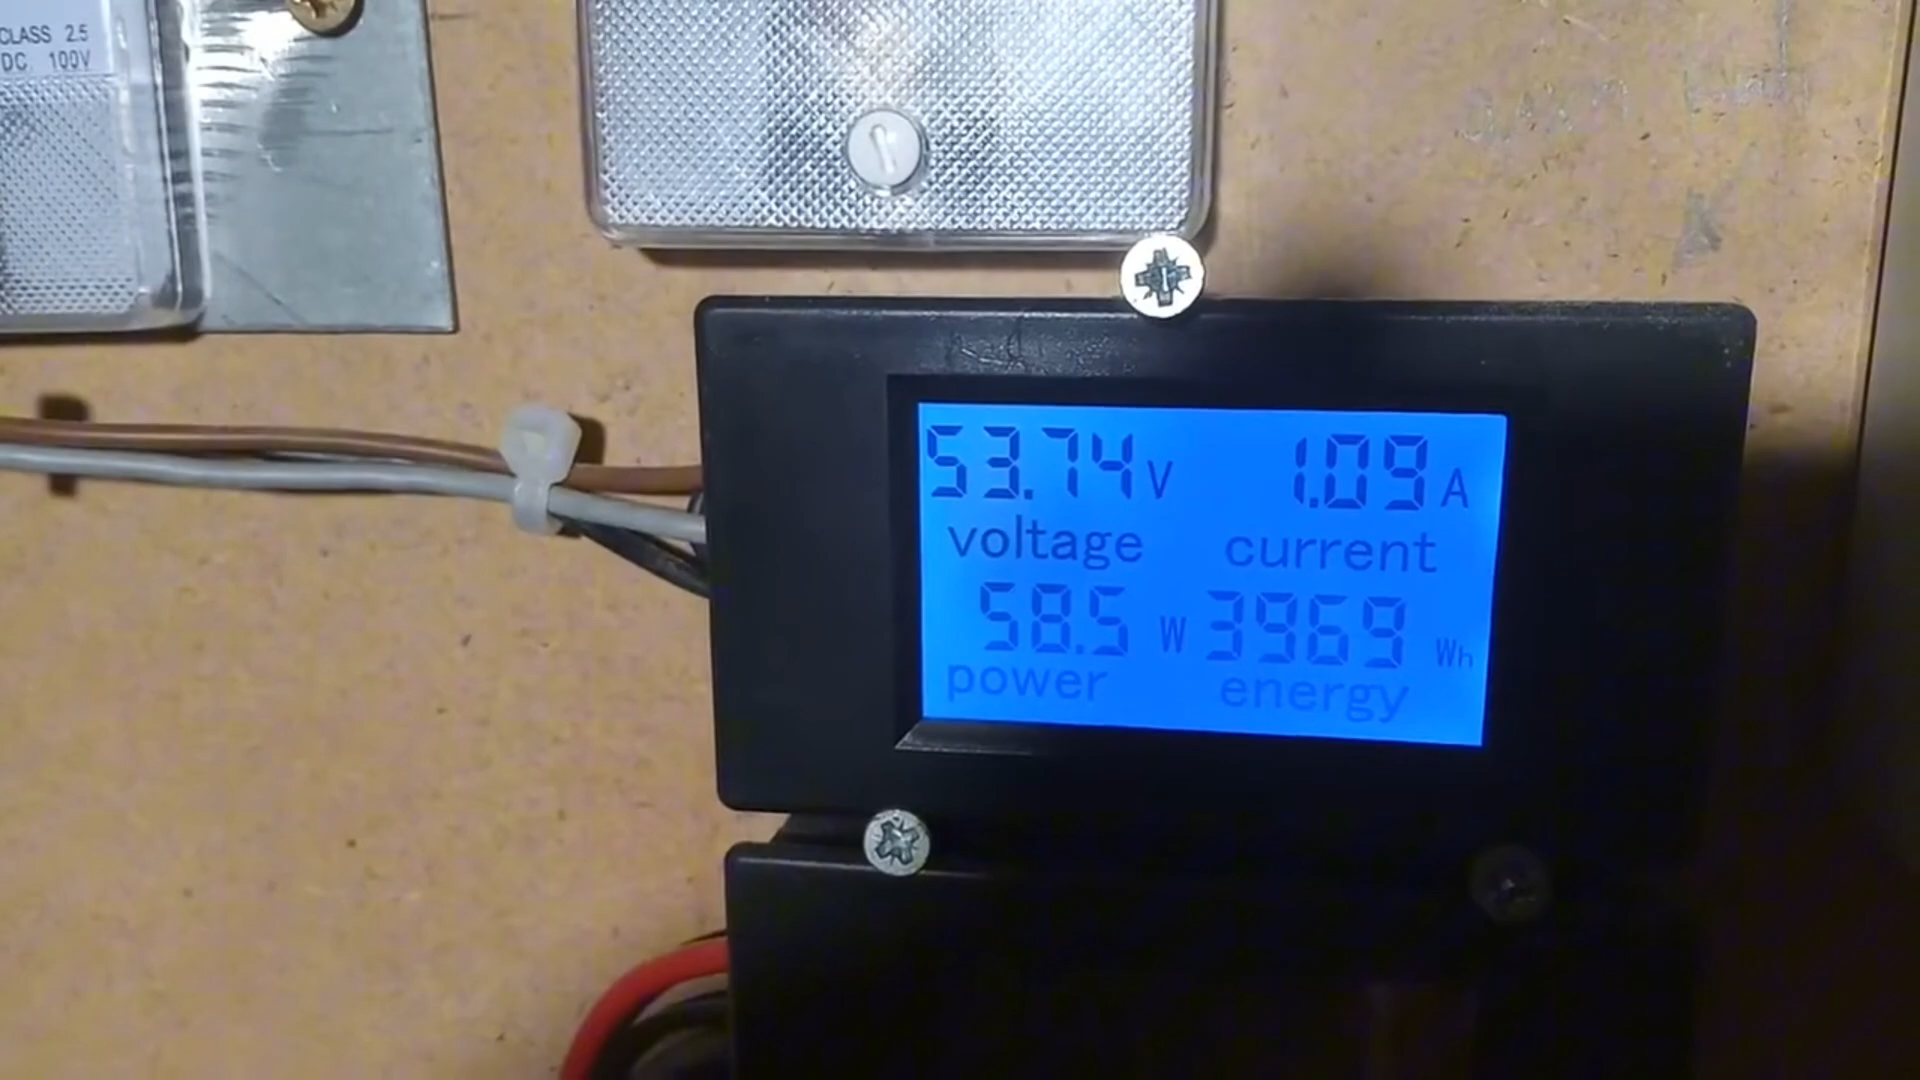 CLASS 2.5
DC 100V
53.74 V 1.09 A
voltage current
58.5 W 3969 Wh
power energy